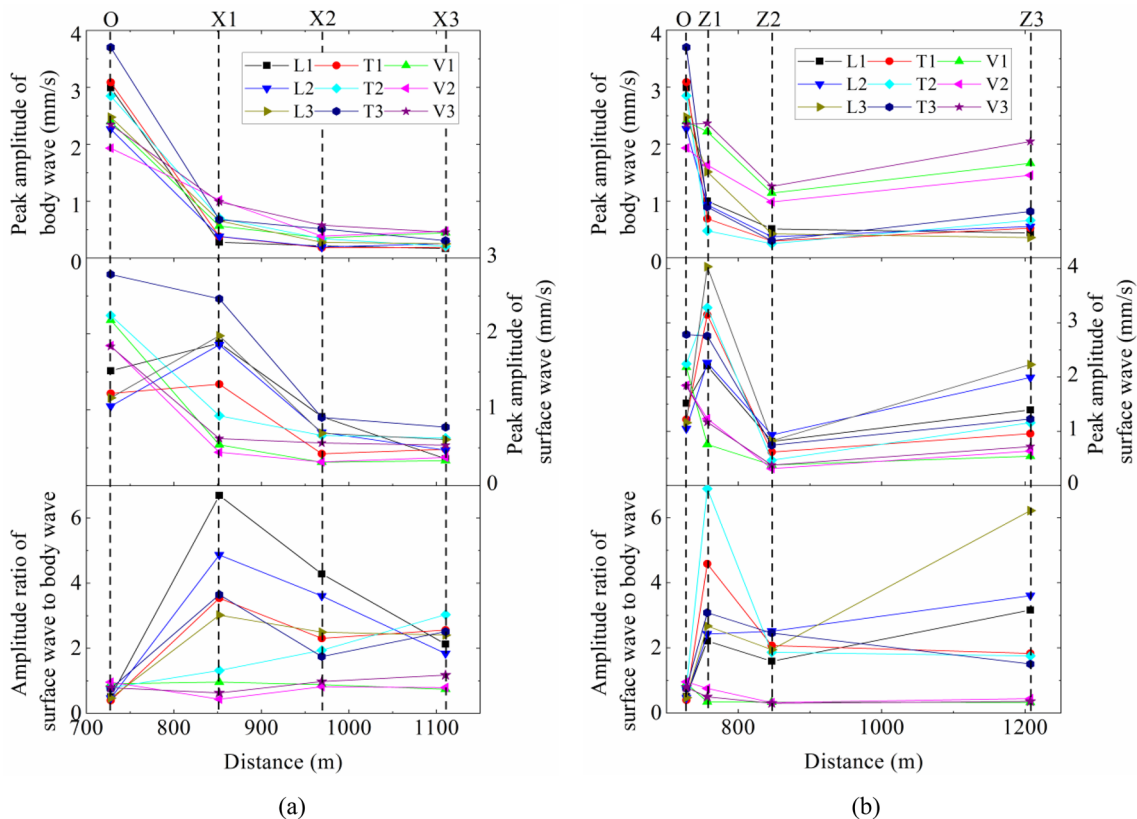 O X1 X2 X3
4
3
2
1
0
Peak amplitude of
body wave (mm/s)
L1 T1 V1
L2 T2 V2
L3 T3 V3
3
2
1
0
Peak amplitude of
surface wave (mm/s)
6
4
2
0
Amplitude ratio of
surface wave to body wave
700 800 900 1000 1100
Distance (m)
(a)
O Z1 Z2 Z3
4
3
2
1
0
Peak amplitude of
body wave (mm/s)
L1 T1 V1
L2 T2 V2
L3 T3 V3
4
3
2
1
0
Peak amplitude of
surface wave (mm/s)
6
4
2
0
Amplitude ratio of
surface wave to body wave
800 1000 1200
Distance (m)
(b)